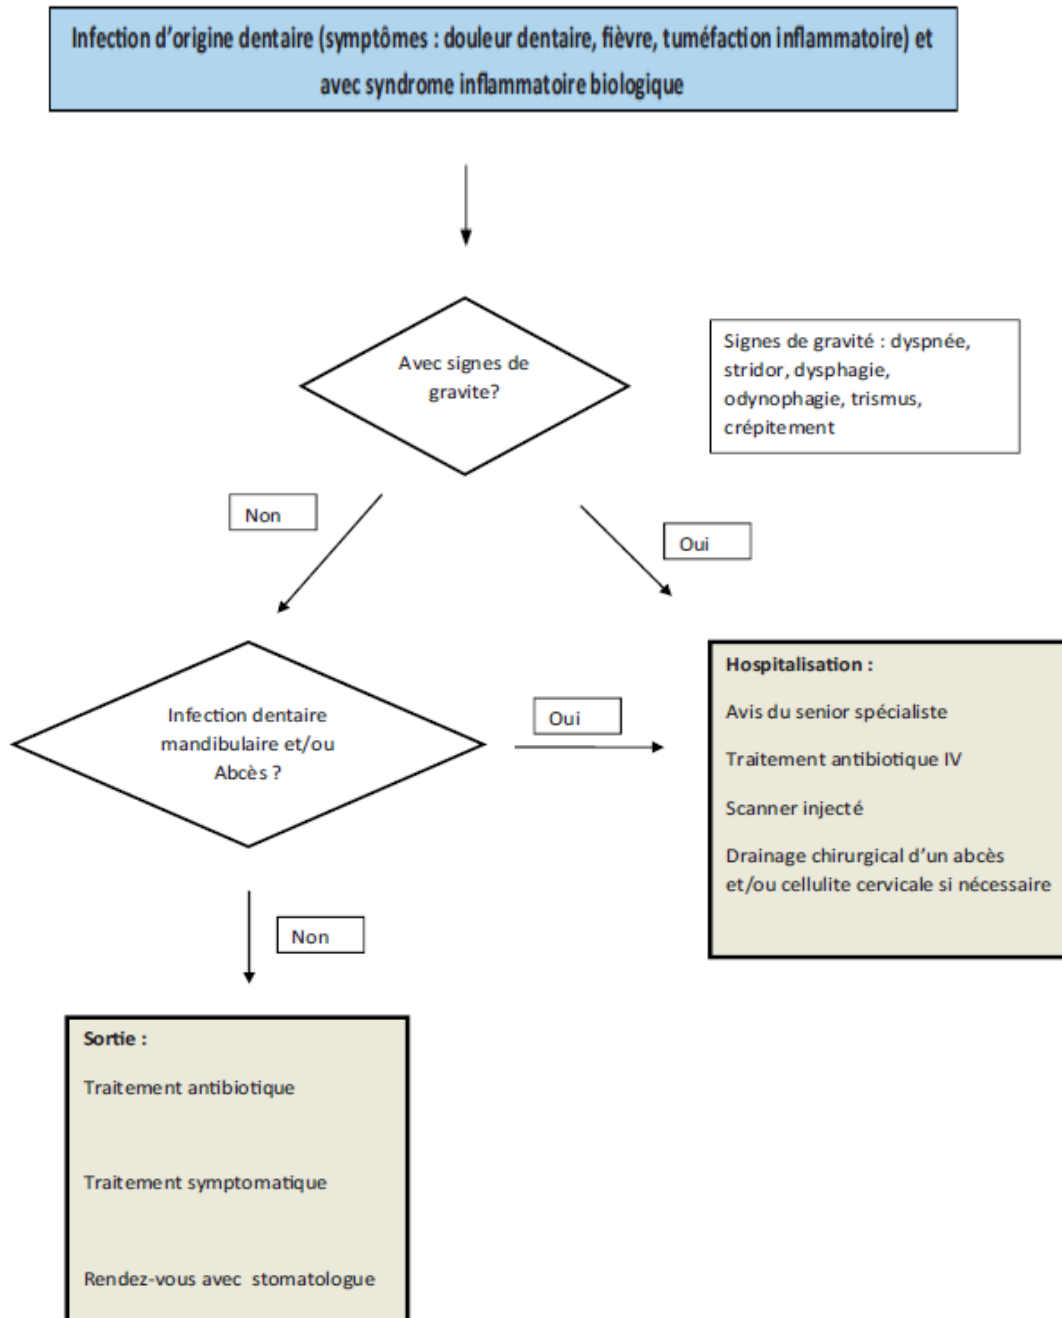 Infection d'origine dentaire (symptômes : douleur dentaire, fièvre, tuméfaction inflammatoire) et
avec syndrome inflammatoire biologique
Avec signes de
gravite?
Signes de gravité : dyspnée,
stridor, dysphagie,
odynophagie, trismus,
crépitement
Non
Oui
Infection dentaire
mandibulaire et/ou
Abcès ?
Oui
Hospitalisation :
Avis du senior spécialiste
Traitement antibiotique IV
Scanner injecté
Drainage chirurgical d'un abcès
et/ou cellulite cervicale si nécessaire
Non
Sortie :
Traitement antibiotique
Traitement symptomatique
Rendez-vous avec stomatologue